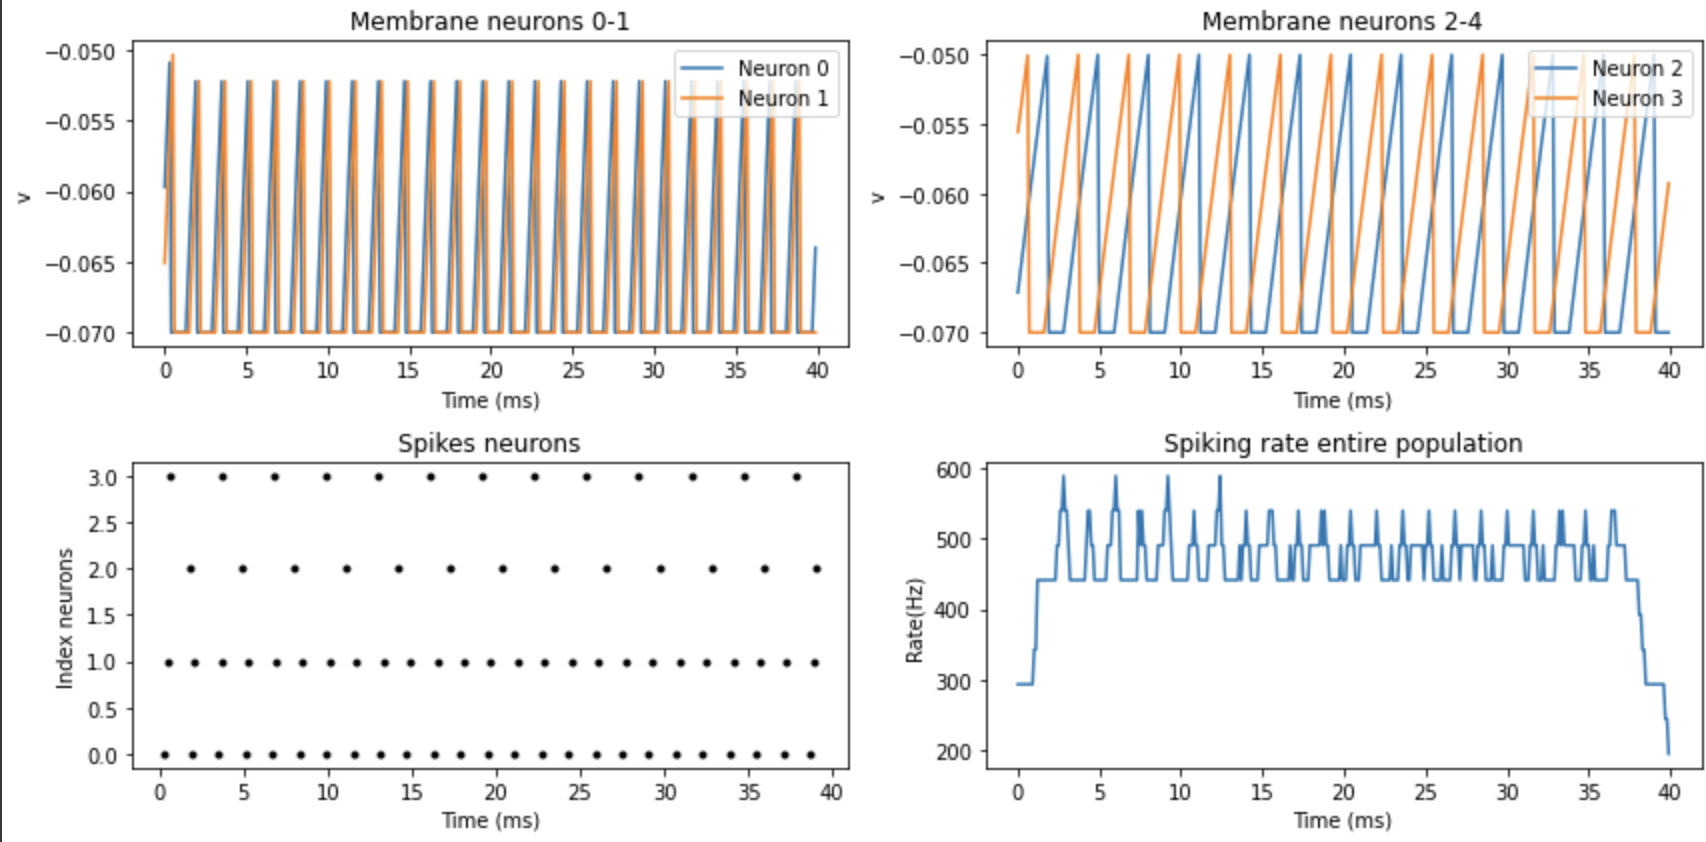 Membrane neurons 0-1
−0.050
−0.055
−0.060
−0.065
−0.070
v
Neuron 0
Neuron 1
0 5 10 15 20 25 30 35 40
Time (ms)
Membrane neurons 2-4
−0.050
−0.055
−0.060
−0.065
−0.070
v
Neuron 2
Neuron 3
0 5 10 15 20 25 30 35 40
Time (ms)
Spikes neurons
3.0
2.5
2.0
1.5
1.0
0.5
0.0
Index neurons
0 5 10 15 20 25 30 35 40
Time (ms)
Spiking rate entire population
600
500
400
300
200
Rate(Hz)
0 5 10 15 20 25 30 35 40
Time (ms)